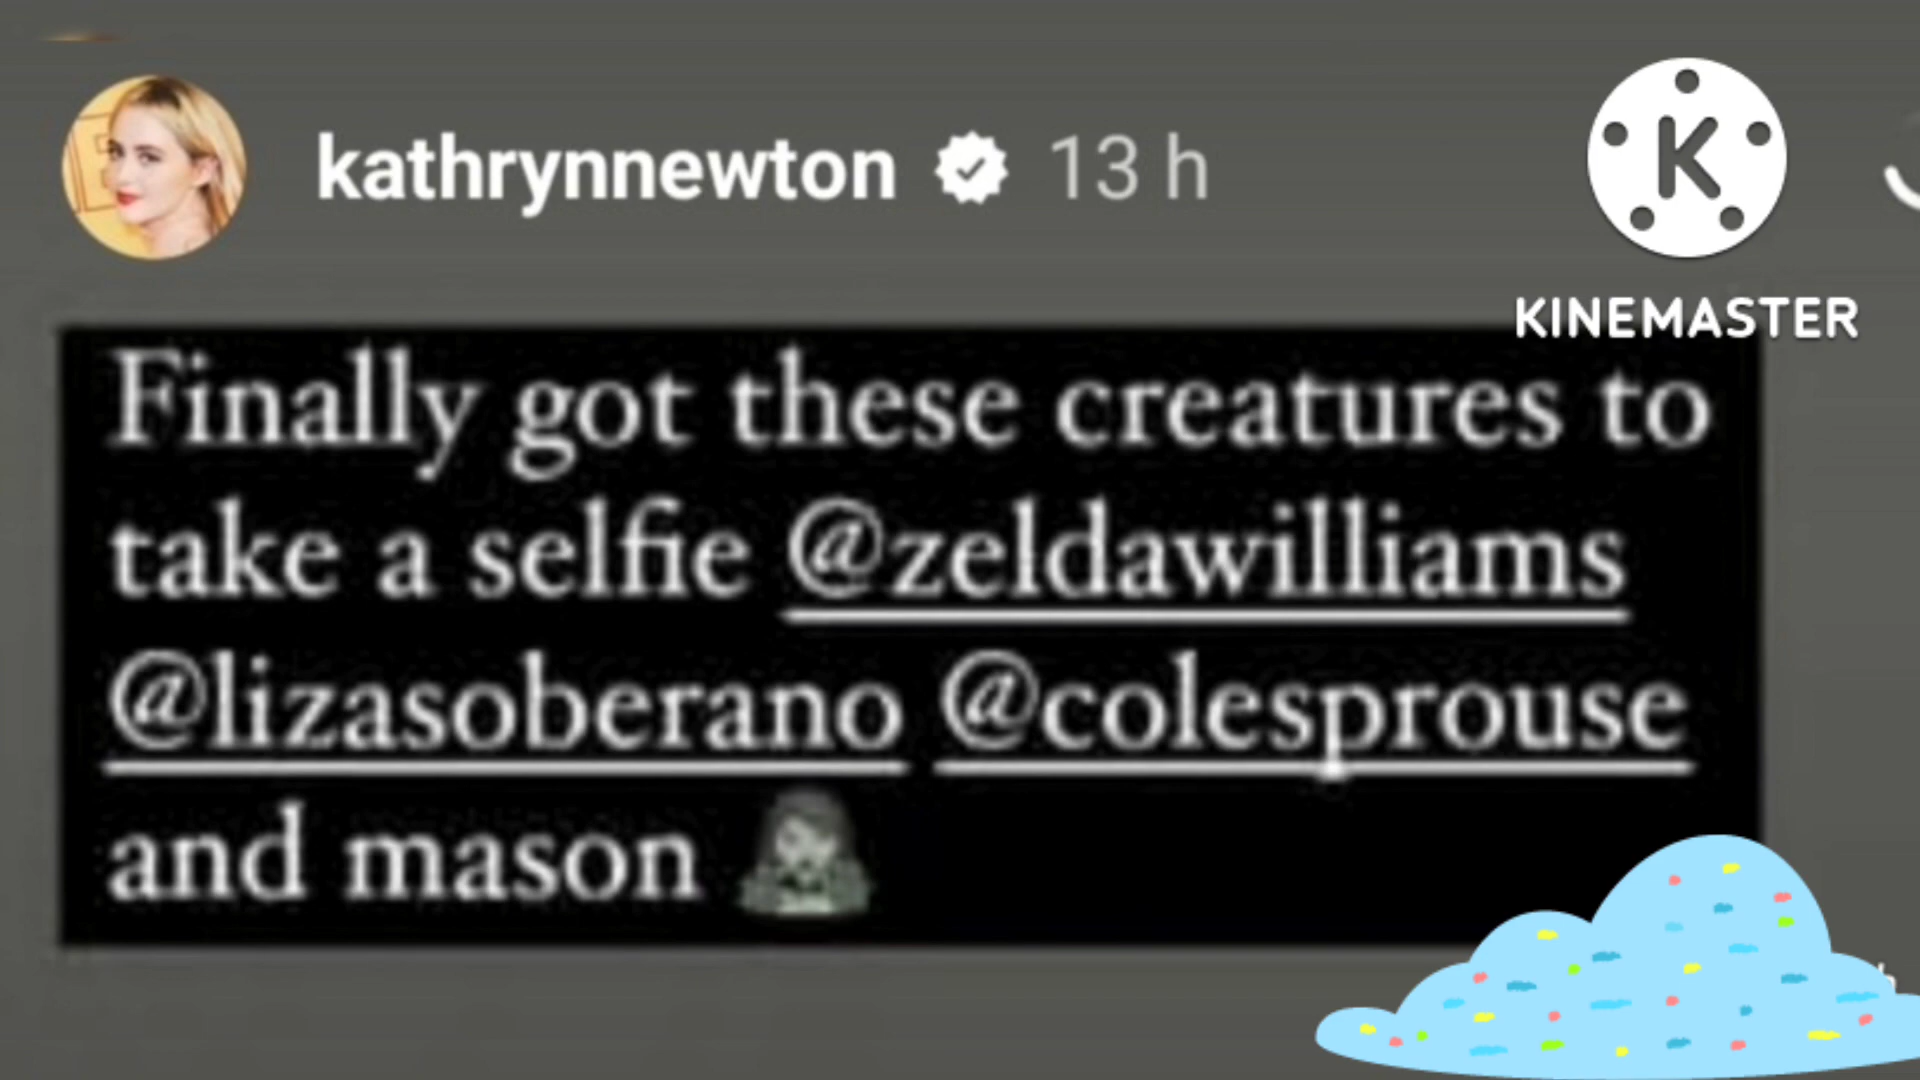 kathrynnewton 13 h
K
KINEMASTER
Finally got these creatures to
take a selfie @zeldawilliams
@lizasoberano @colesprouse
and mason